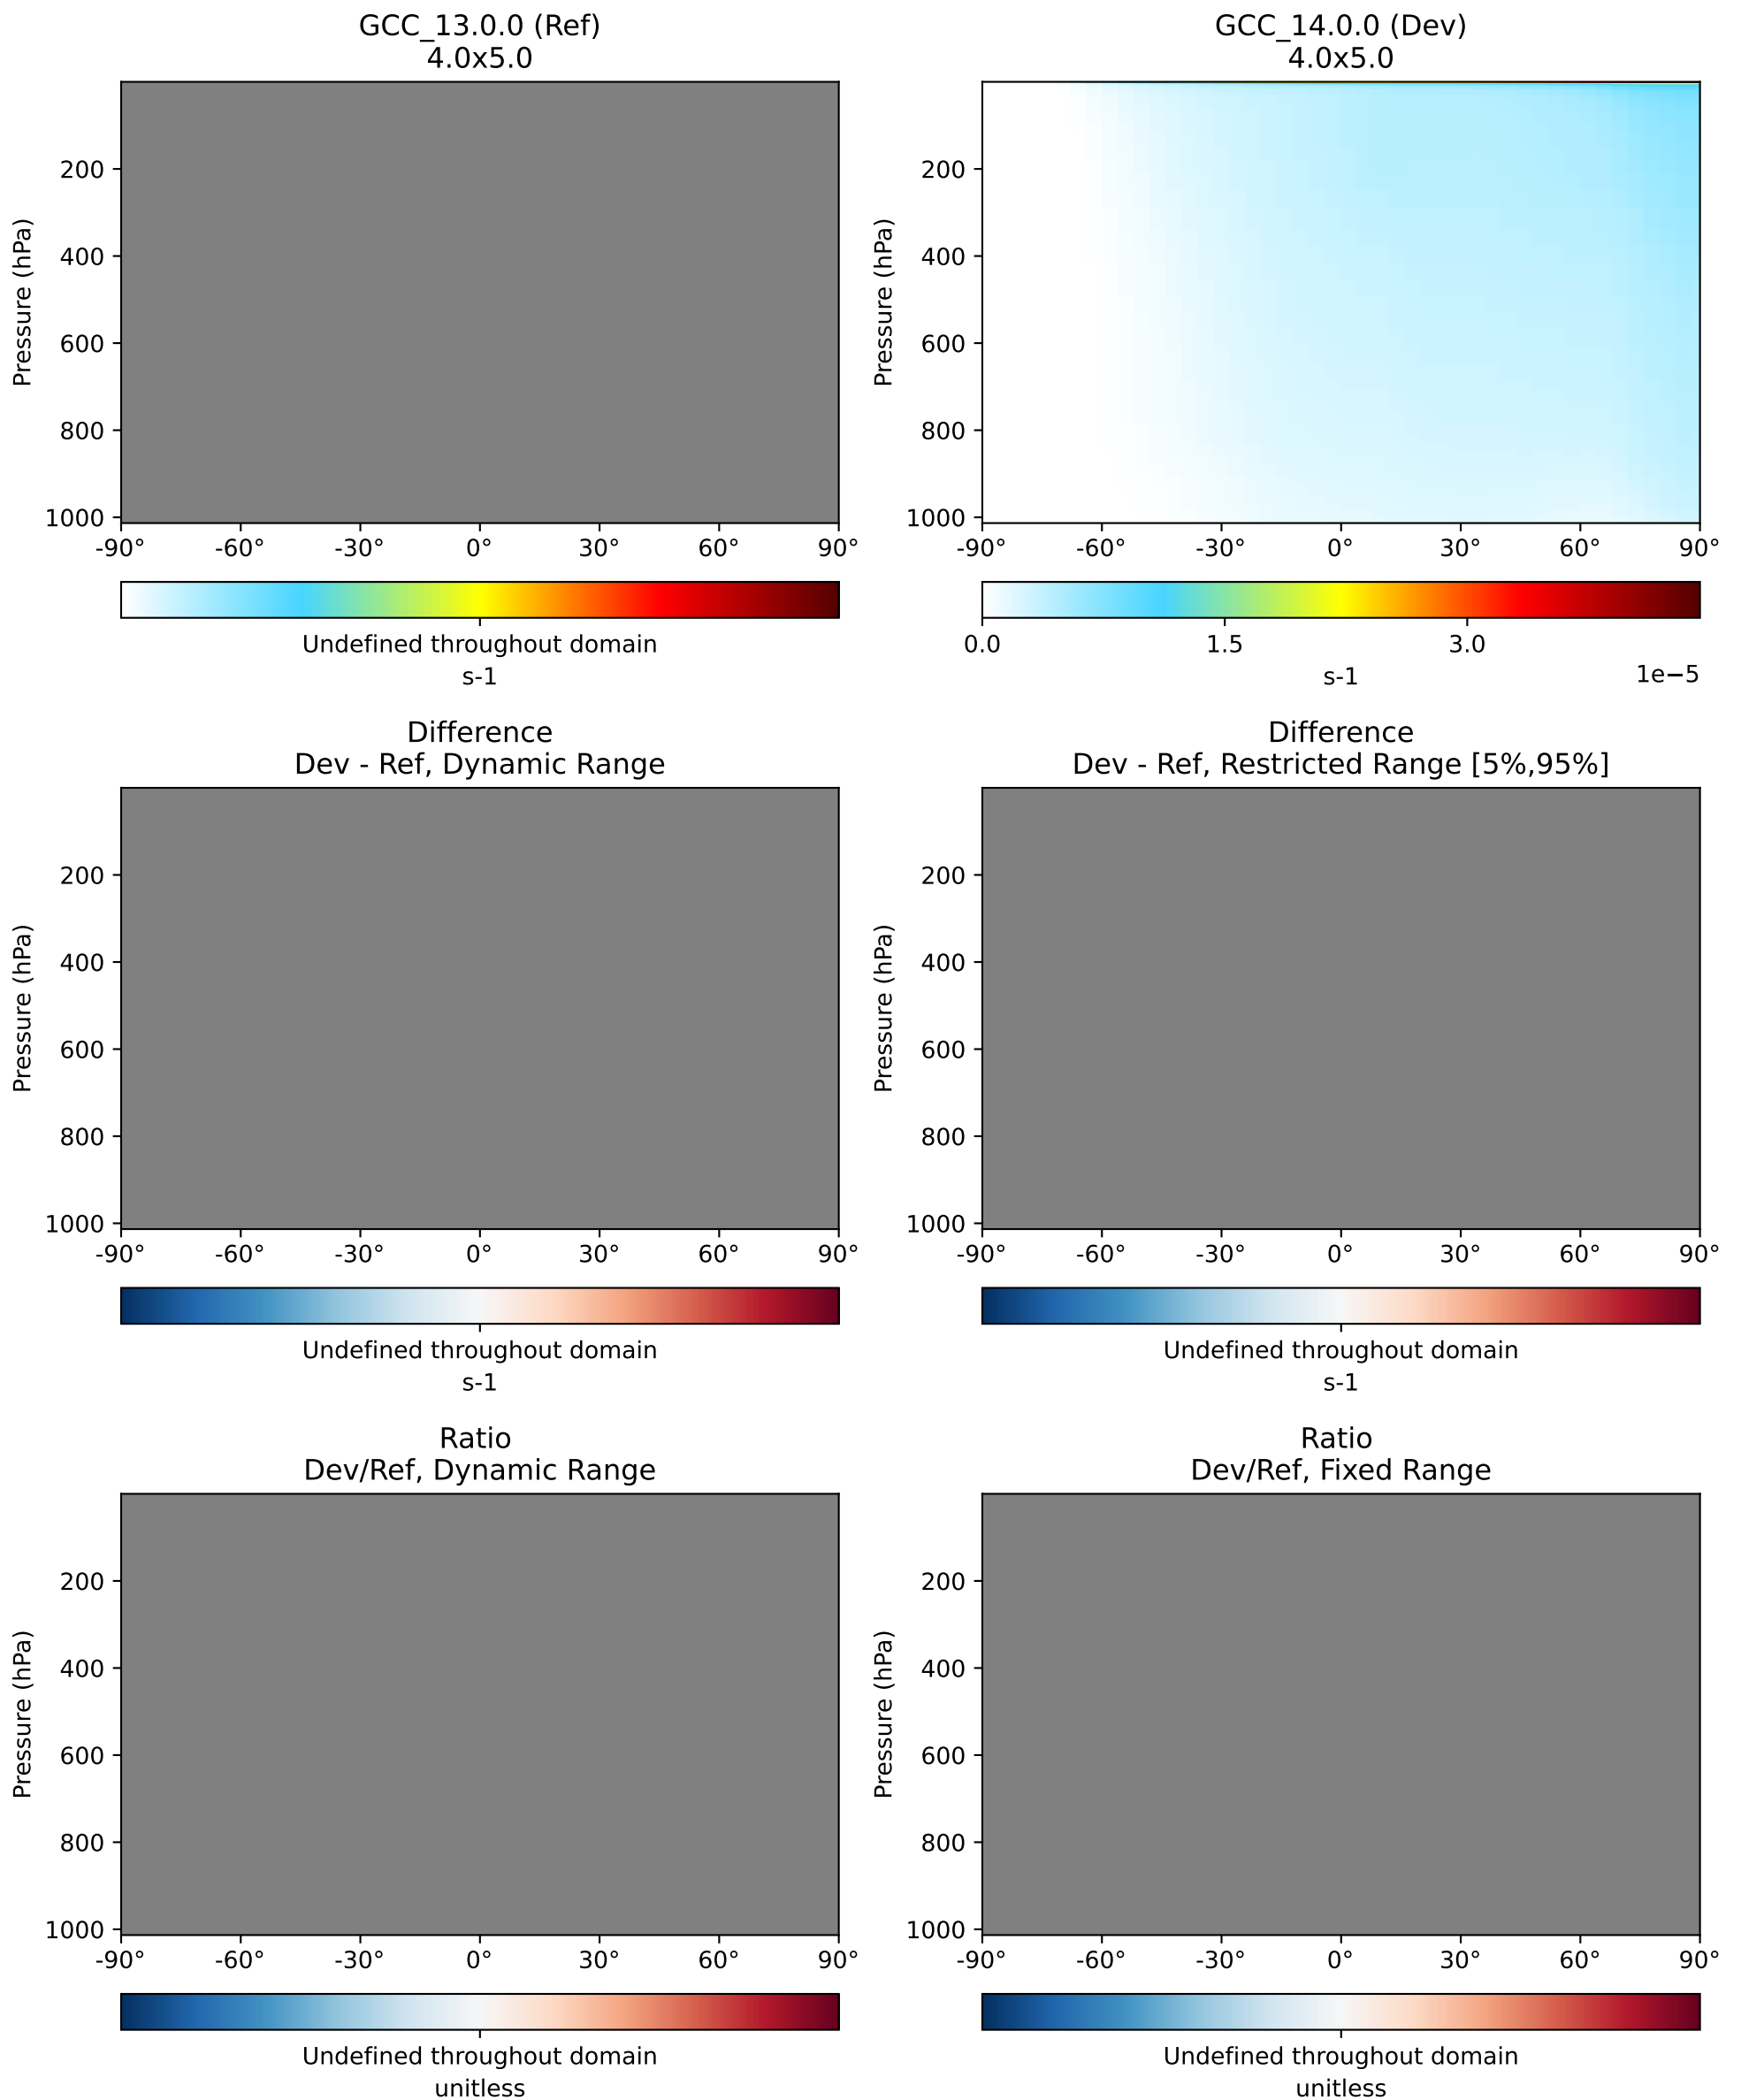 GCC_13.0.0 (Ref)
4.0x5.0
Pressure (hPa)
200
400
600
800
1000
-90° -60° -30° 0° 30° 60° 90°
Undefined throughout domain
s-1
GCC_14.0.0 (Dev)
4.0x5.0
Pressure (hPa)
200
400
600
800
1000
-90° -60° -30° 0° 30° 60° 90°
0.0 1.5 3.0
s-1
1e−5
Difference
Dev - Ref, Dynamic Range
Pressure (hPa)
200
400
600
800
1000
-90° -60° -30° 0° 30° 60° 90°
Undefined throughout domain
s-1
Difference
Dev - Ref, Restricted Range [5%,95%]
Pressure (hPa)
200
400
600
800
1000
-90° -60° -30° 0° 30° 60° 90°
Undefined throughout domain
s-1
Ratio
Dev/Ref, Dynamic Range
Pressure (hPa)
200
400
600
800
1000
-90° -60° -30° 0° 30° 60° 90°
Undefined throughout domain
unitless
Ratio
Dev/Ref, Fixed Range
Pressure (hPa)
200
400
600
800
1000
-90° -60° -30° 0° 30° 60° 90°
Undefined throughout domain
unitless